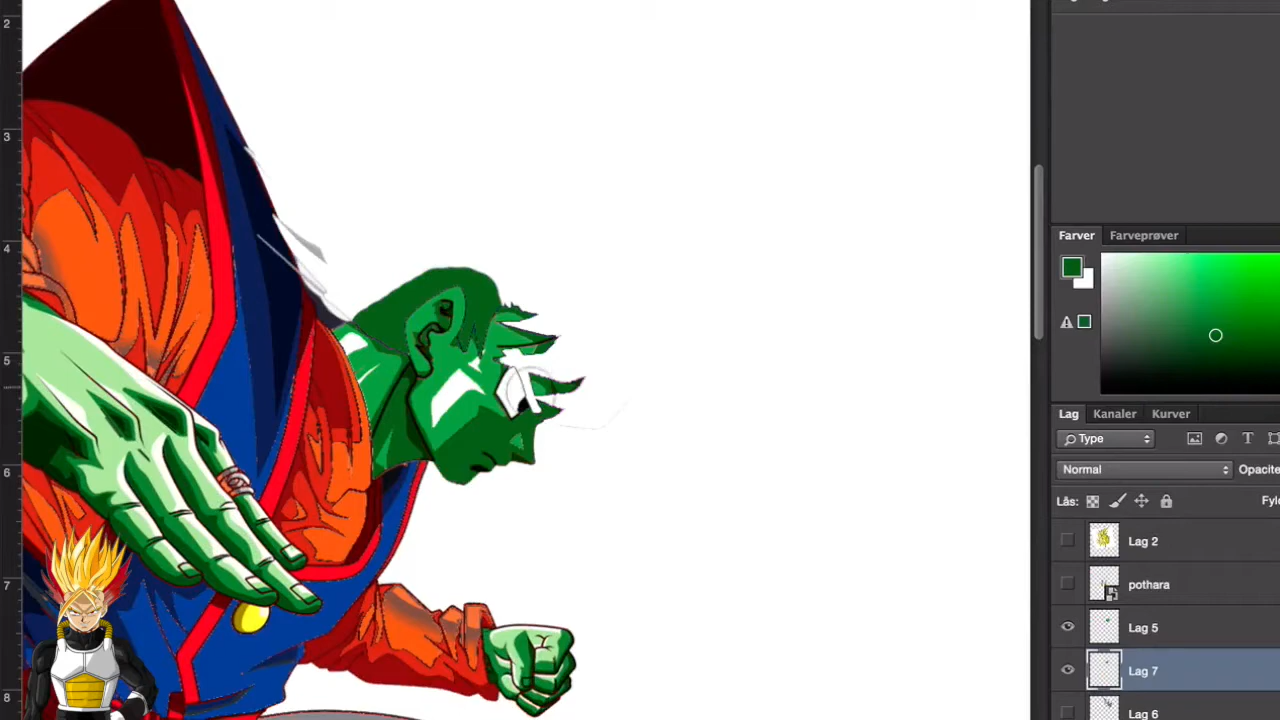 2
3
4
5
6
7
8
Farver Farveprøver
Lag Kanaler Kurver
Type
Normal Opacite
Lås: Fyl
Lag 2
pothara
Lag 5
Lag 7
Lag 6